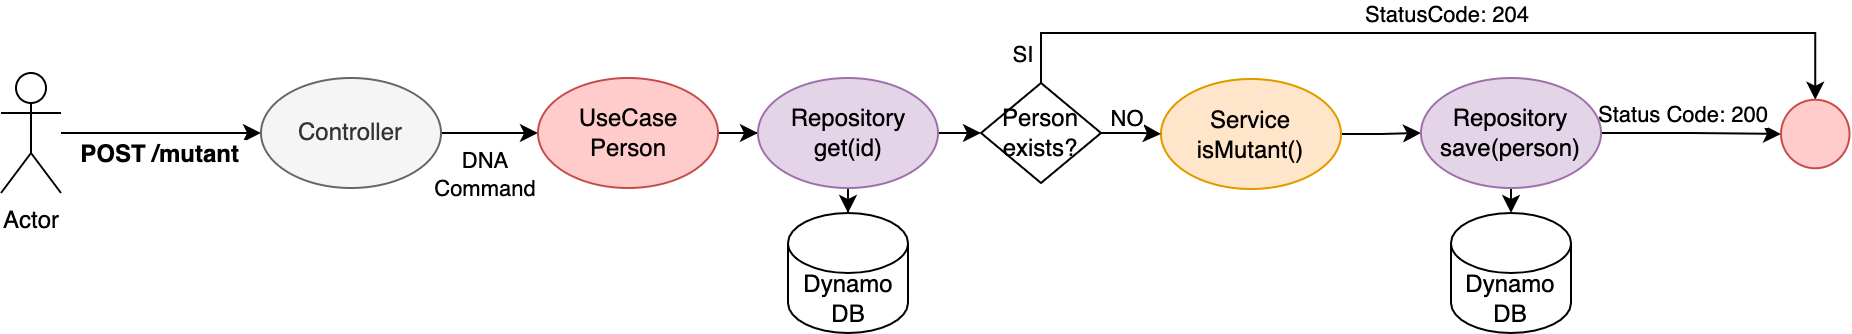 StatusCode: 204
SI
Actor
POST /mutant
Controller
DNA
Command
UseCase
Person
Repository
get(id)
Dynamo
DB
Person
exists?
NO
Service
isMutant()
Repository
save(person)
Dynamo
DB
Status Code: 200